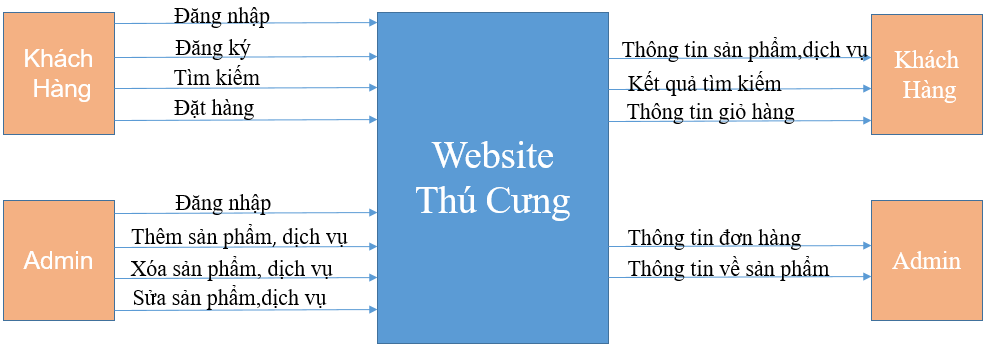 Khách
Hàng
Đăng nhập
Đăng ký
Tìm kiếm
Đặt hàng
Admin
Đăng nhập
Thêm sản phẩm, dịch vụ
Xóa sản phẩm, dịch vụ
Sửa sản phẩm,dịch vụ
Website
Thú Cưng
Thông tin sản phẩm,dịch vụ
Kết quả tìm kiếm
Thông tin giỏ hàng
Khách
Hàng
Thông tin đơn hàng
Thông tin về sản phẩm
Admin